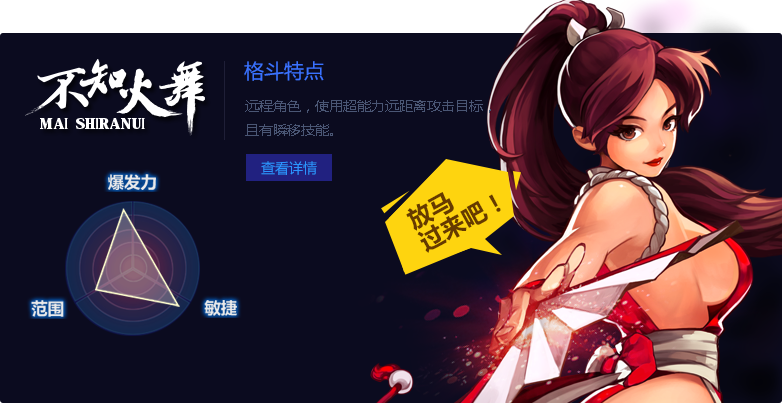 不知火舞
MAI SHIRANUI
格斗特点
远程角色，使用超能力远距离攻击目标
且有瞬移技能。
查看详情
爆发力
范围
敏捷
放马
过来吧！